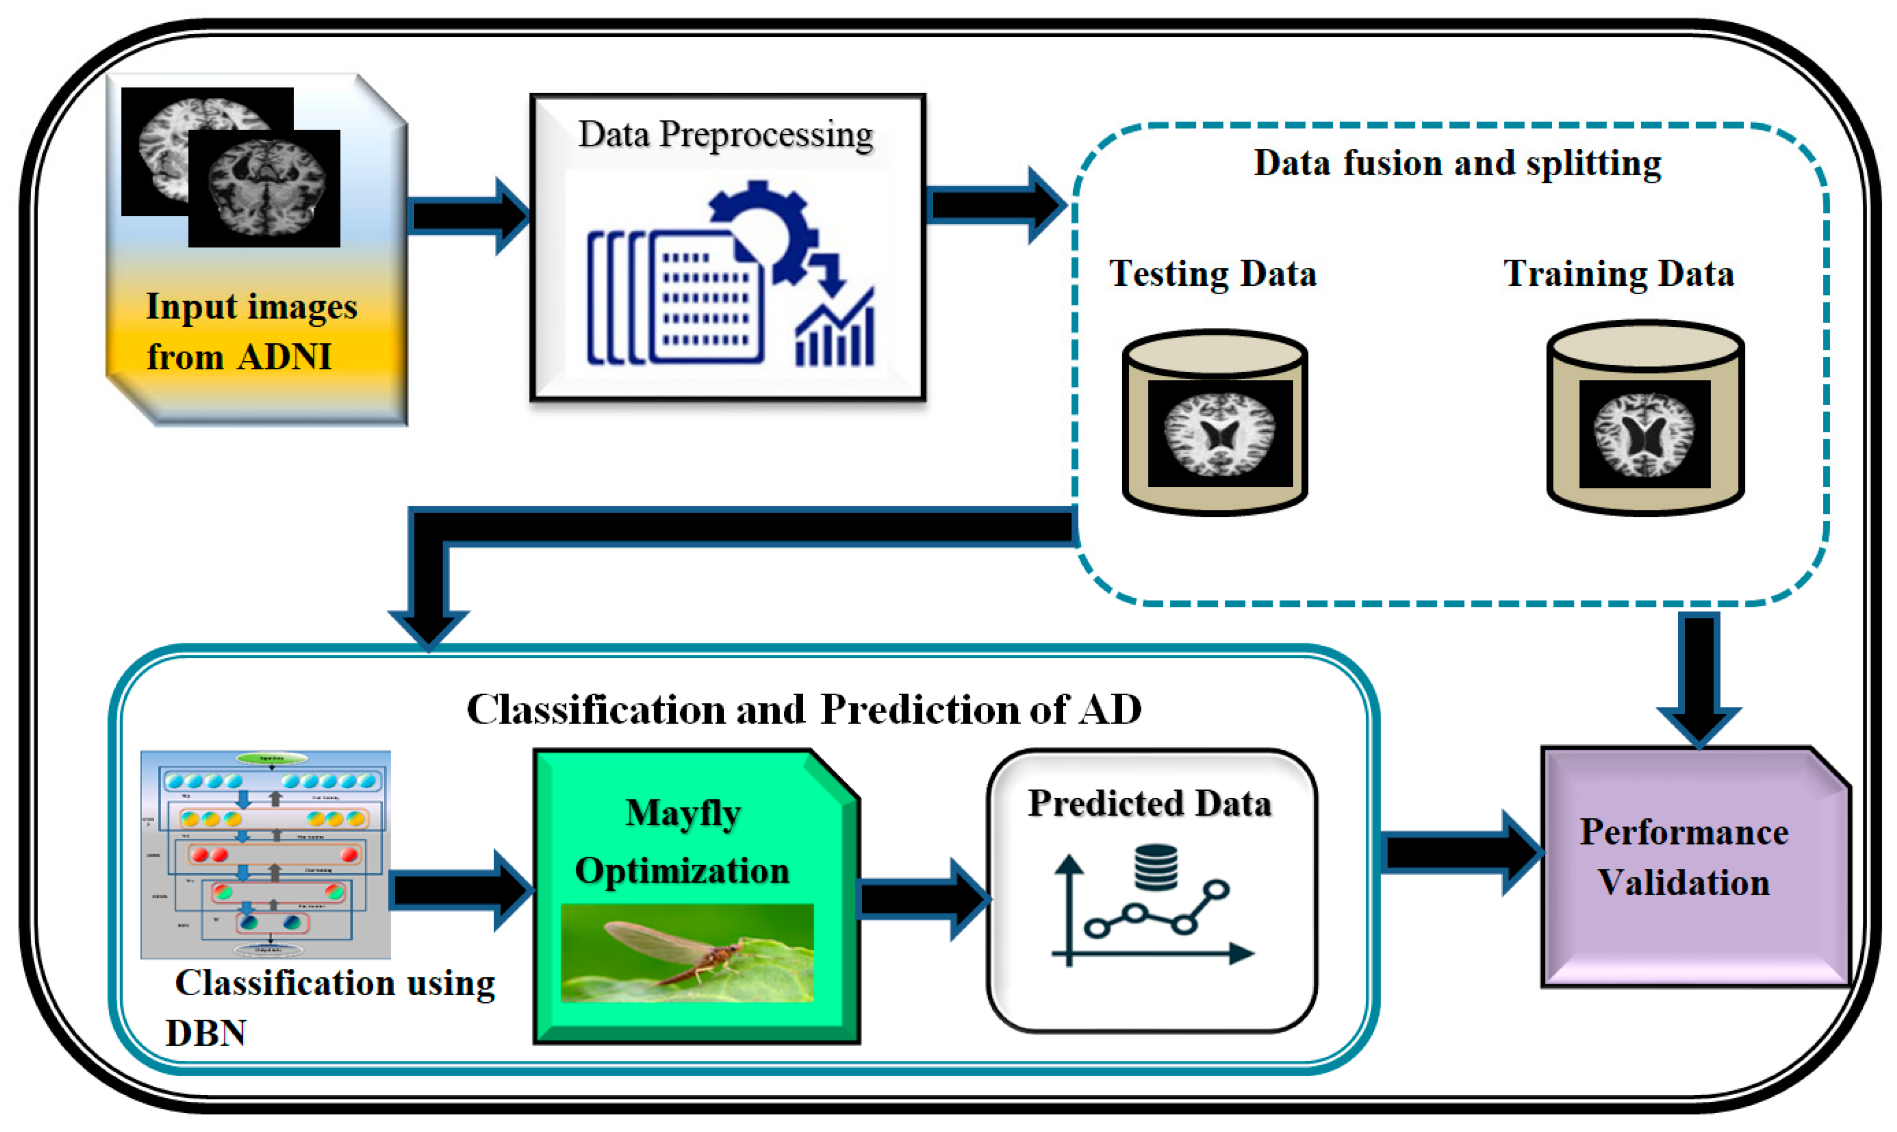 Data Preprocessing
Data fusion and splitting
Testing Data
Training Data
Input images
from ADNI
Classification and Prediction of AD
Mayfly
Optimization
Predicted Data
Performance
Validation
Classification using
DBN